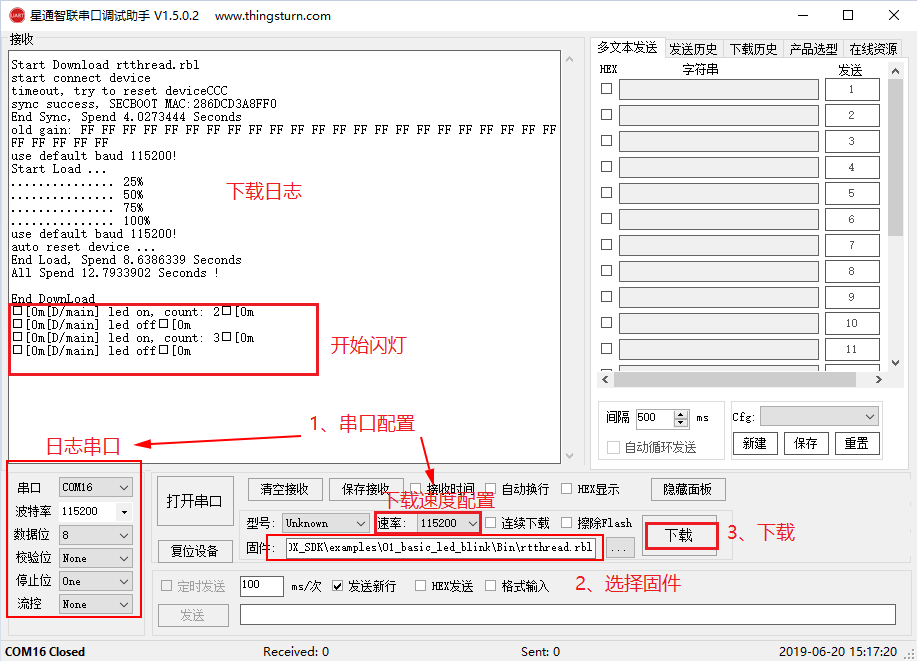 星通智联串口调试助手 V1.5.0.2    www.thingsturn.com
接收
Start Download rtthread.rbl
start connect device
timeout, try to reset deviceCCC
sync success, SECBOOT MAC:286DCD3A8FF0
End Sync, Spend 4.0273444 Seconds
old gain: FF FF FF FF FF FF FF FF FF FF FF FF FF FF FF FF FF FF FF FF FF FF FF
FF FF FF FF FF
use default baud 115200!
Start Load ...
............... 25%
............... 50%
............... 75%
............... 100%
use default baud 115200!
auto reset device ...
End Load, Spend 8.6386339 Seconds
All Spend 12.7933902 Seconds !
End DownLoad
□[0m[D/main] led on, count: 2□[0m
□[0m[D/main] led off□[0m
□[0m[D/main] led on, count: 3□[0m
□[0m[D/main] led off□[0m
下载日志
开始闪灯
1、串口配置
日志串口
多文本发送 发送历史 下载历史 产品选型 在线资源
HEX 字符串 发送
1
2
3
4
5
6
7
8
9
10
11
间隔 500 ms
自动循环发送
Cfg:
新建 保存 重置
串口 COM16
波特率 115200
数据位 8
校验位 None
停止位 One
流控 None
打开串口
复位设备
清空接收 保存接收 接收时间 自动换行 HEX显示 隐藏面板
下载速度配置
型号: Unknown 速率: 115200 连续下载 擦除Flash
固件: OX_SDK\examples\01_basic_led_blink\Bin\rtthread.rbl ...
下载
3、下载
2、选择固件
定时发送 100 ms/次 发送新行 HEX发送 格式输入
发送
COM16 Closed Received: 0 Sent: 0 2019-06-20 15:17:20